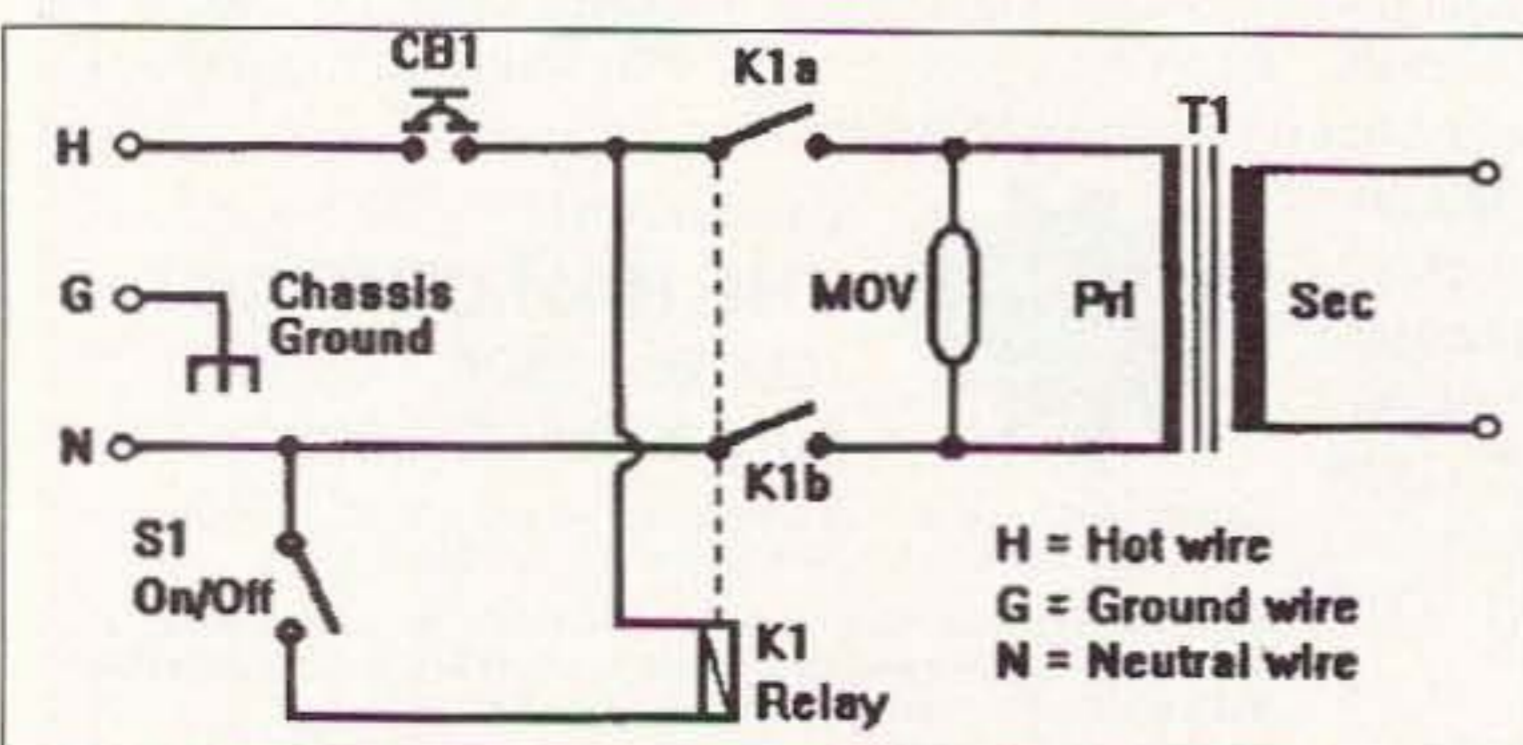 CB1
K1a
T1
H
G
Chassis
Ground
MOV
Pri
Sec
N
K1b
S1
On/Off
K1
Relay
H = Hot wire
G = Ground wire
N = Neutral wire